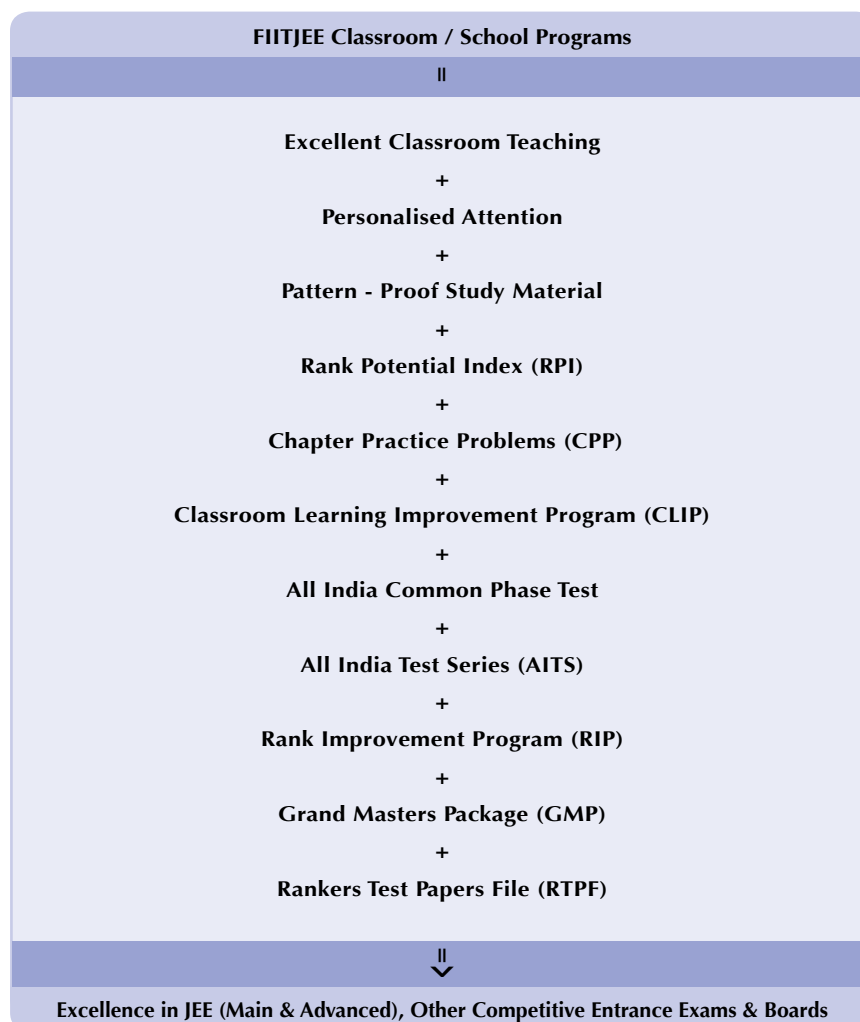 FIITJEE Classroom / School Programs
=
Excellent Classroom Teaching
+
Personalised Attention
+
Pattern - Proof Study Material
+
Rank Potential Index (RPI)
+
Chapter Practice Problems (CPP)
+
Classroom Learning Improvement Program (CLIP)
+
All India Common Phase Test
+
All India Test Series (AITS)
+
Rank Improvement Program (RIP)
+
Grand Masters Package (GMP)
+
Rankers Test Papers File (RTPF)
=>
Excellence in JEE (Main & Advanced), Other Competitive Entrance Exams & Boards